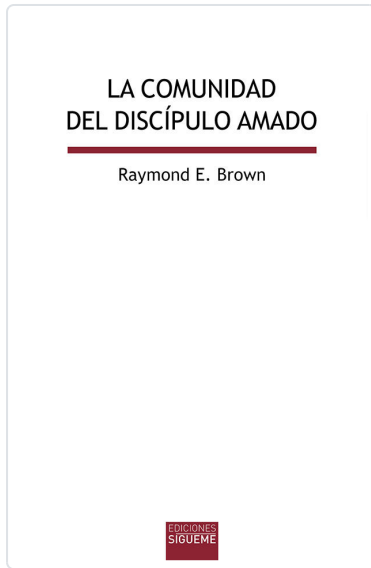 LA COMUNIDAD
DEL DISCÍPULO AMADO
Raymond E. Brown
EDICIONES
SÍGUEME